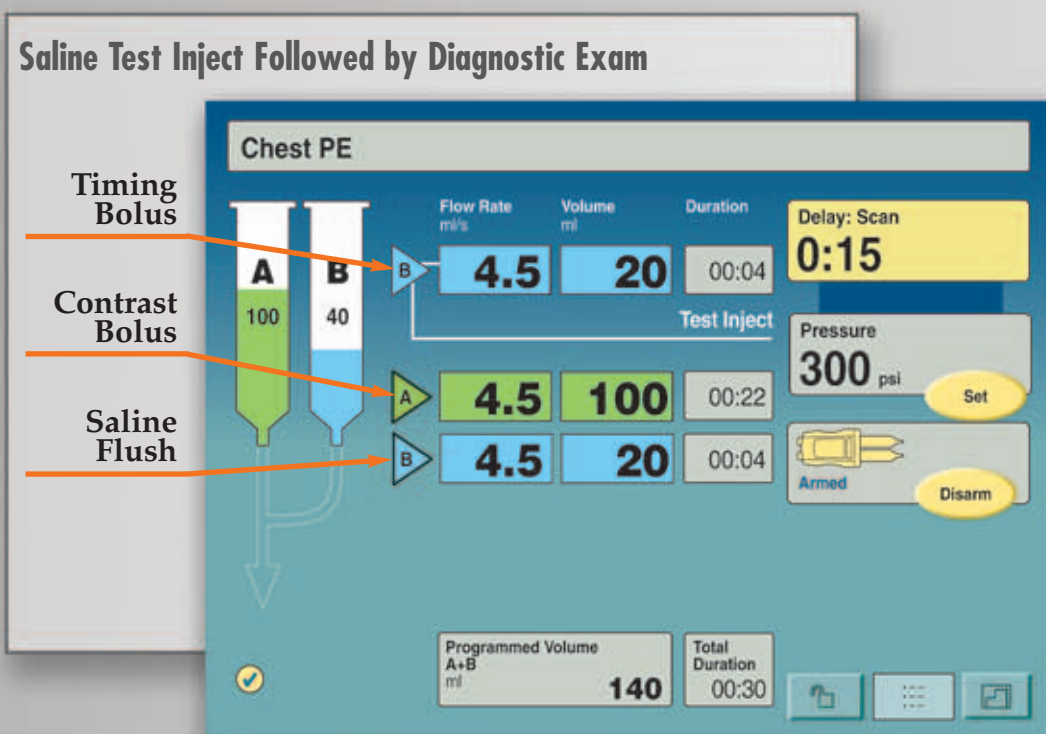 Saline Test Inject Followed by Diagnostic Exam
Chest PE
Timing
Bolus
Contrast
Bolus
Saline
Flush
A
100
B
40
Flow Rate
ml/s
Volume
ml
Duration
B
4.5
20
00:04
Test Inject
A
4.5
100
00:22
B
4.5
20
00:04
Delay: Scan
0:15
Pressure
300 psi
Set
Armed
Disarm
Programmed Volume
A+B
ml
140
Total
Duration
00:30